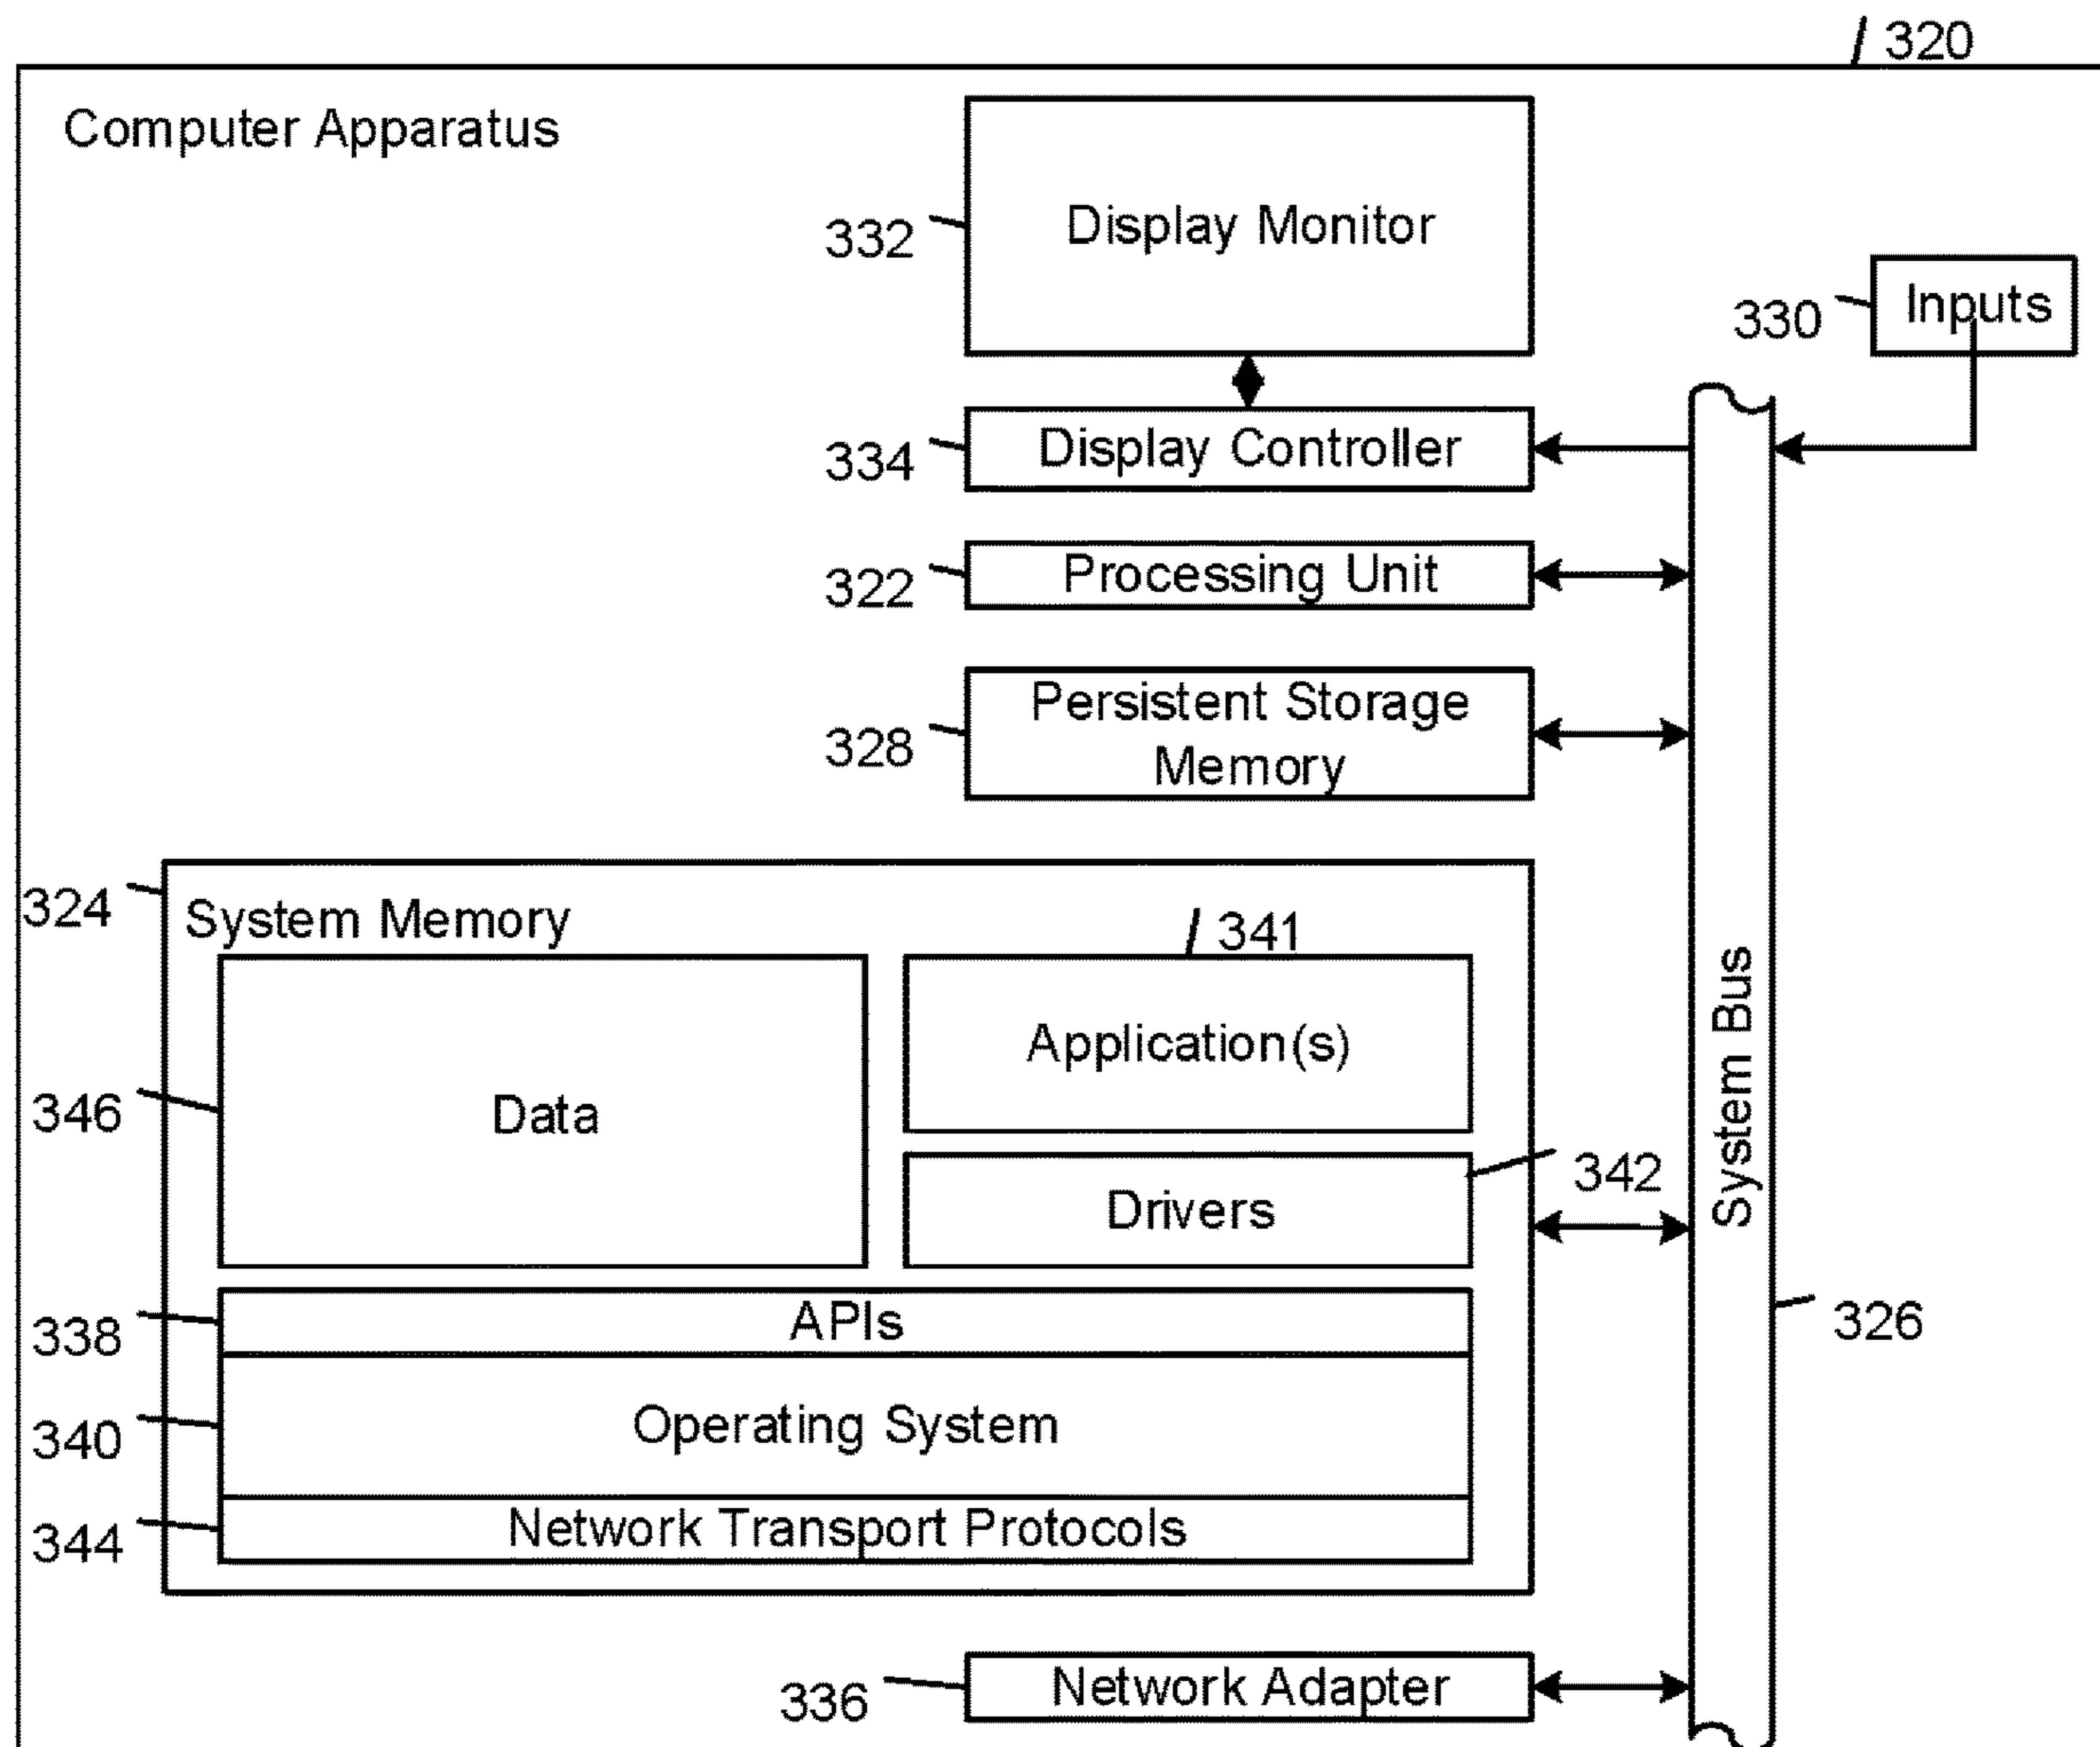 320
Computer Apparatus
332
Display Monitor
330
Inputs
334
Display Controller
322
Processing Unit
328
Persistent Storage
Memory
324
System Memory
341
346
Data
Application(s)
342
Drivers
System Bus
326
338
APIs
340
Operating System
344
Network Transport Protocols
336
Network Adapter